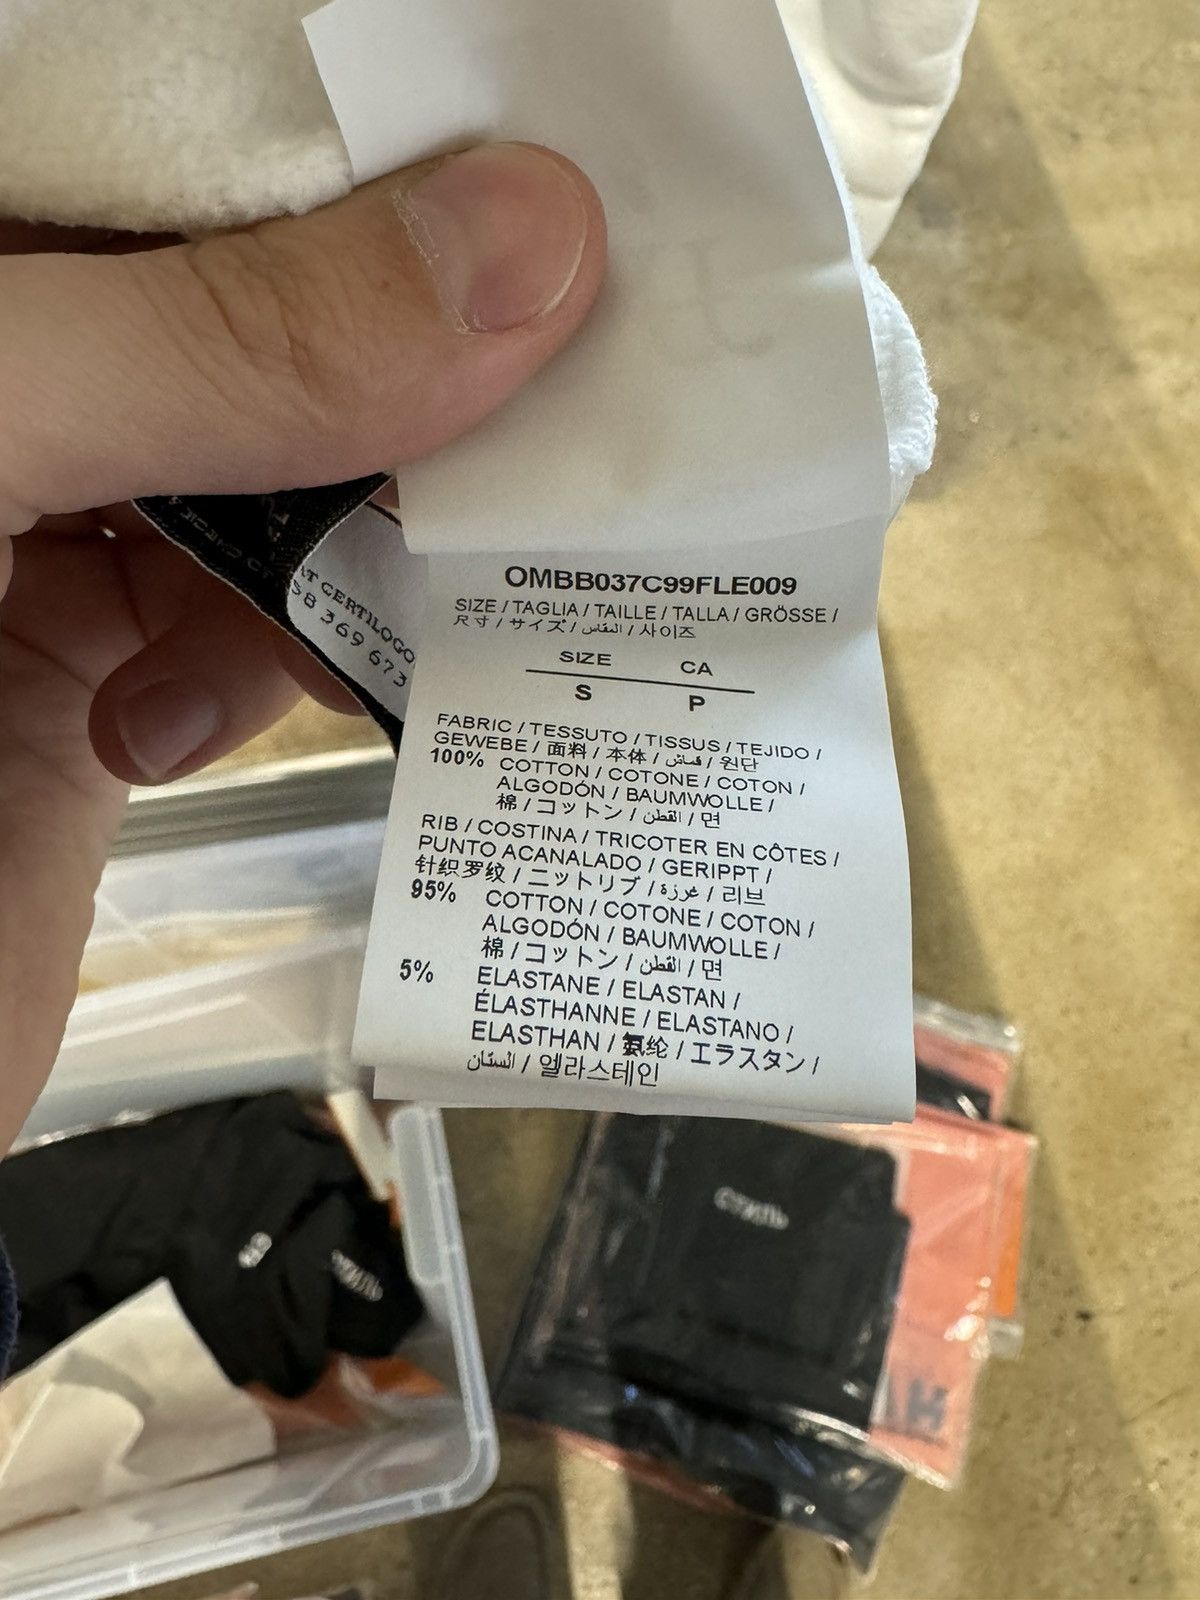 AT CERTILOGO
58 369 673
OMBB037C99FLE009
SIZE / TAGLIA / TAILLE / TALLA / GRÖSSE /
尺寸 / サイズ / المقاس / 사이즈
SIZE CA
S P
FABRIC / TESSUTO / TISSUS / TEJIDO /
GEWEBE / 面料 / 本体 / قماش / 원단
100% COTTON / COTONE / COTON /
ALGODÓN / BAUMWOLLE /
棉 / コットン / القطن / 면
RIB / COSTINA / TRICOTER EN CÔTES /
PUNTO ACANALADO / GERIPPT /
针织罗纹 / ニットリブ / غرزة / 리브
95% COTTON / COTONE / COTON /
ALGODÓN / BAUMWOLLE /
棉 / コットン / القطن / 면
5% ELASTANE / ELASTAN /
ÉLASTHANNE / ELASTANO /
ELASTHAN / 氨纶 / エラスタン /
الستان / 엘라스테인
СТИЛЬ